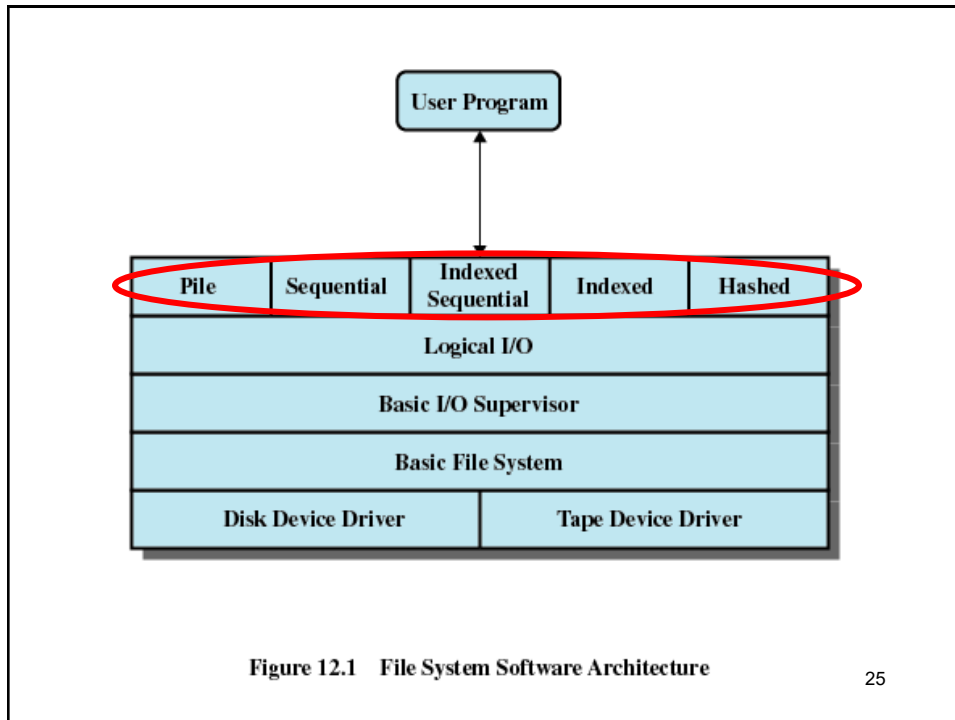 User Program
Pile Sequential Indexed Sequential Indexed Hashed
Logical I/O
Basic I/O Supervisor
Basic File System
Disk Device Driver Tape Device Driver
Figure 12.1 File System Software Architecture
25